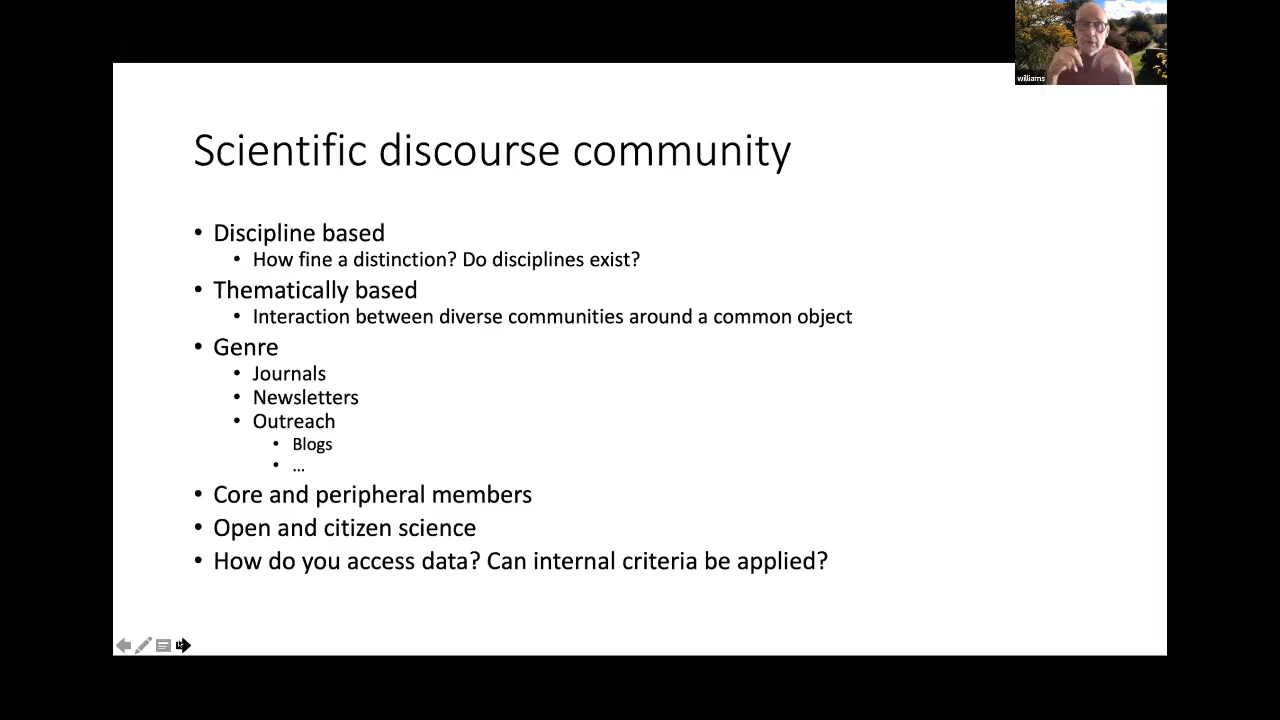 williams
Scientific discourse community
• Discipline based
• How fine a distinction? Do disciplines exist?
• Thematically based
• Interaction between diverse communities around a common object
• Genre
• Journals
• Newsletters
• Outreach
• Blogs
• ...
• Core and peripheral members
• Open and citizen science
• How do you access data? Can internal criteria be applied?